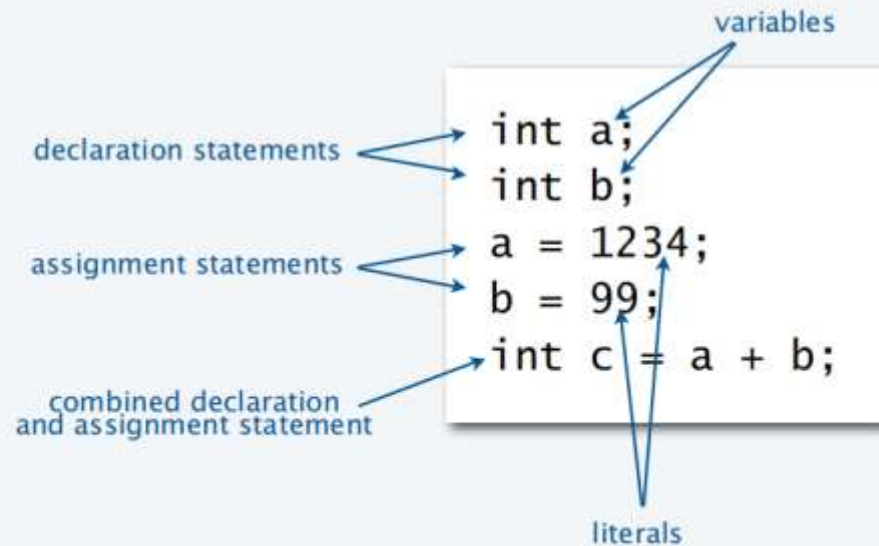 variables
declaration statements
int a;
int b;
assignment statements
a = 1234;
b = 99;
combined declaration
and assignment statement
int c = a + b;
literals